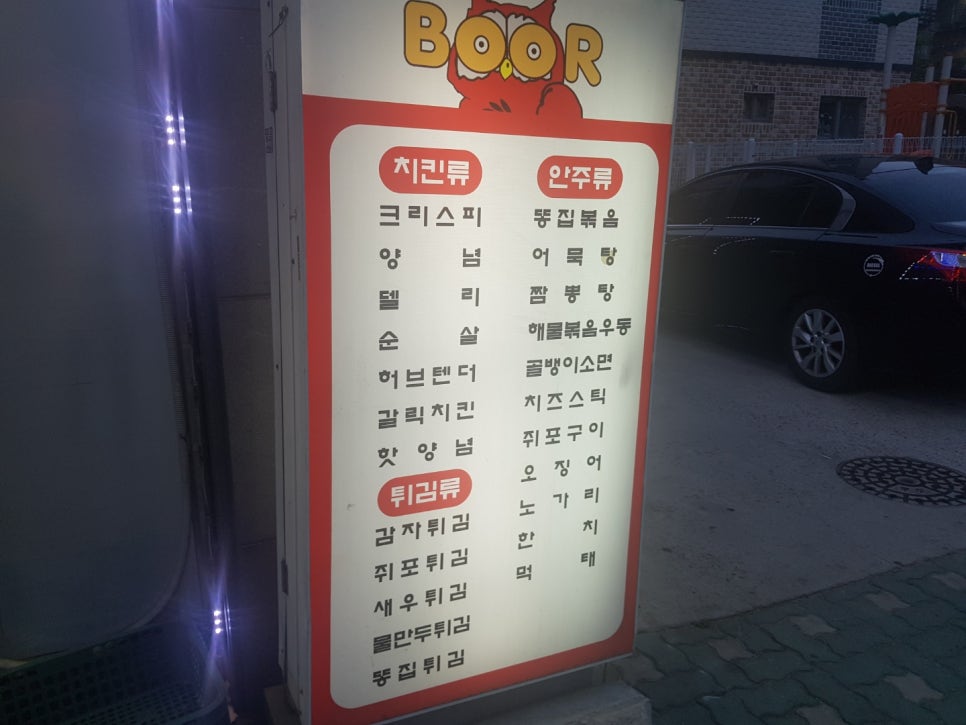 BOOR
치킨류
크리스피
양념
델리
순살
허브텐더
갈릭치킨
핫양념
튀김류
감자튀김
쥐포튀김
새우튀김
물만두튀김
똥집튀김
안주류
똥집볶음
어묵탕
짬뽕탕
해물볶음우동
골뱅이소면
치즈스틱
쥐포구이
오징어
노가리
한치
먹태